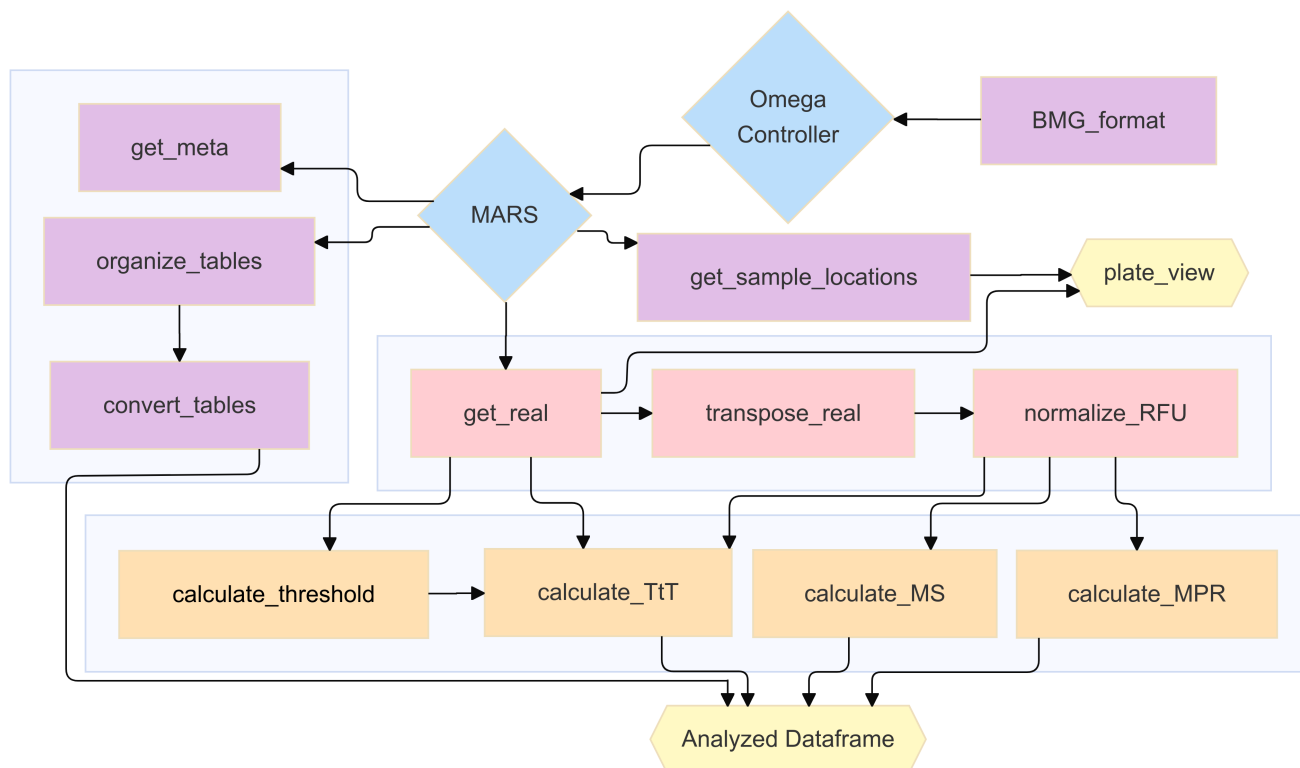 Omega
Controller
BMG_format
get_meta
MARS
organize_tables
get_sample_locations
plate_view
convert_tables
get_real
transpose_real
normalize_RFU
calculate_threshold
calculate_TtT
calculate_MS
calculate_MPR
Analyzed Dataframe